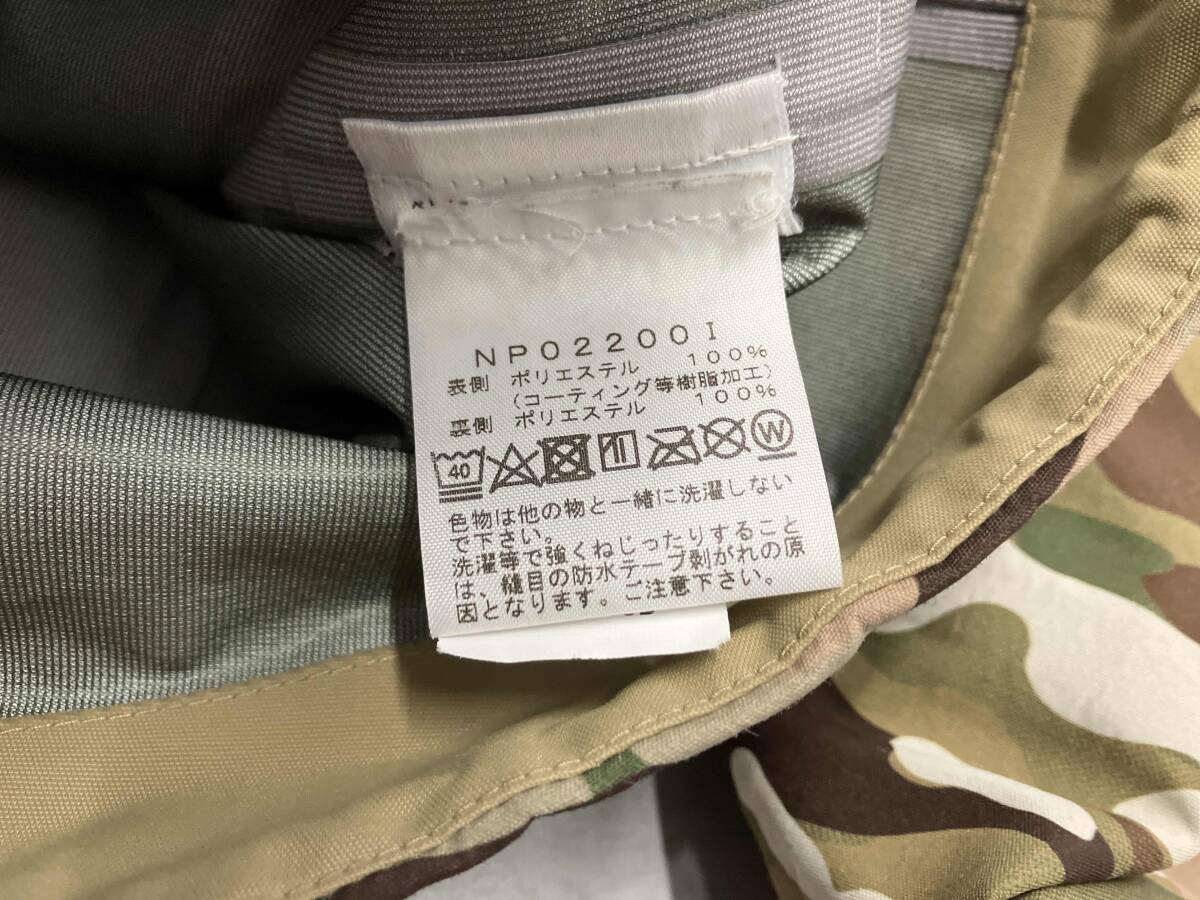 NP02200I
表側 ポリエステル 100%
(コーティング等樹脂加工)
裏側 ポリエステル 100%
40 W
色物は他の物と一緒に洗濯しない
で下さい。
洗濯等で強くねじったりすること
は、縫目の防水テープ剥がれの原
因となります。ご注意下さい。